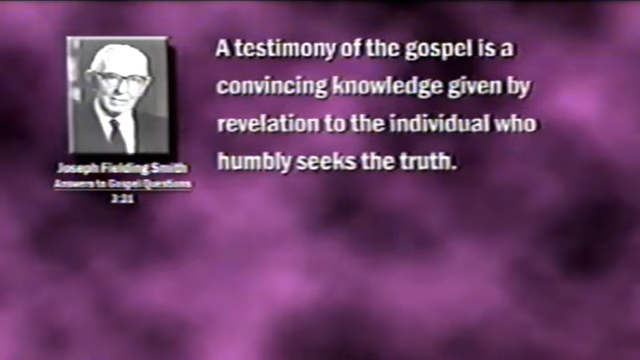 Joseph Fielding Smith
Answers to Gospel Questions
3:31
A testimony of the gospel is a
convincing knowledge given by
revelation to the individual who
humbly seeks the truth.